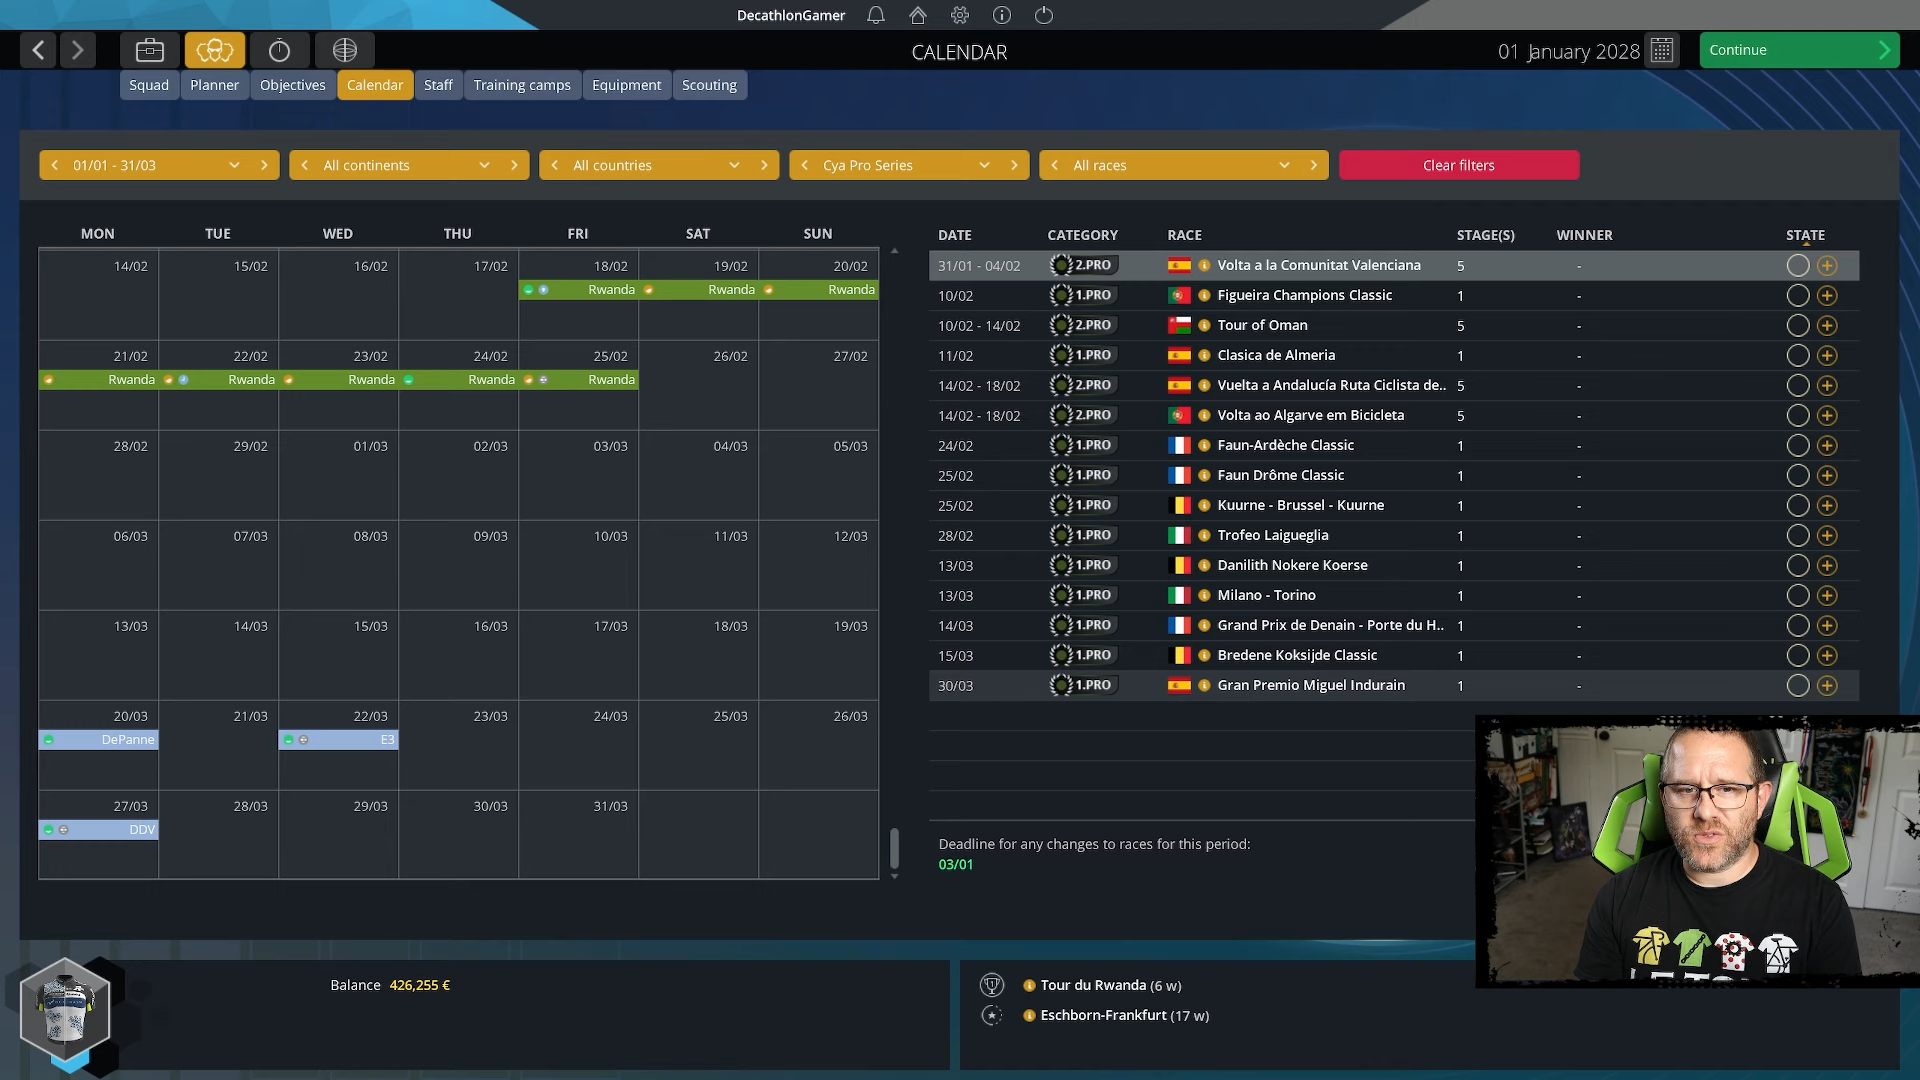 DecathlonGamer
CALENDAR
01 January 2028
Continue
Squad Planner Objectives Calendar Staff Training camps Equipment Scouting
01/01 - 31/03 All continents All countries Cya Pro Series All races Clear filters
MON TUE WED THU FRI SAT SUN
14/02 15/02 16/02 17/02 18/02 19/02 20/02
Rwanda Rwanda Rwanda
21/02 22/02 23/02 24/02 25/02 26/02 27/02
Rwanda Rwanda Rwanda Rwanda Rwanda
28/02 29/02 01/03 02/03 03/03 04/03 05/03
06/03 07/03 08/03 09/03 10/03 11/03 12/03
13/03 14/03 15/03 16/03 17/03 18/03 19/03
20/03 21/03 22/03 23/03 24/03 25/03 26/03
DePanne E3
27/03 28/03 29/03 30/03 31/03
DDV
DATE CATEGORY RACE STAGE(S) WINNER STATE
31/01 - 04/02 2.PRO Volta a la Comunitat Valenciana 5 -
10/02 1.PRO Figueira Champions Classic 1 -
10/02 - 14/02 2.PRO Tour of Oman 5 -
11/02 1.PRO Clasica de Almeria 1 -
14/02 - 18/02 2.PRO Vuelta a Andalucía Ruta Ciclista de.. 5 -
14/02 - 18/02 2.PRO Volta ao Algarve em Bicicleta 5 -
24/02 1.PRO Faun-Ardèche Classic 1 -
25/02 1.PRO Faun Drôme Classic 1 -
25/02 1.PRO Kuurne - Brussel - Kuurne 1 -
28/02 1.PRO Trofeo Laigueglia 1 -
13/03 1.PRO Danilith Nokere Koerse 1 -
13/03 1.PRO Milano - Torino 1 -
14/03 1.PRO Grand Prix de Denain - Porte du H.. 1 -
15/03 1.PRO Bredene Koksijde Classic 1 -
30/03 1.PRO Gran Premio Miguel Indurain 1 -
Deadline for any changes to races for this period:
03/01
Balance 426,255 €
Tour du Rwanda (6 w)
Eschborn-Frankfurt (17 w)